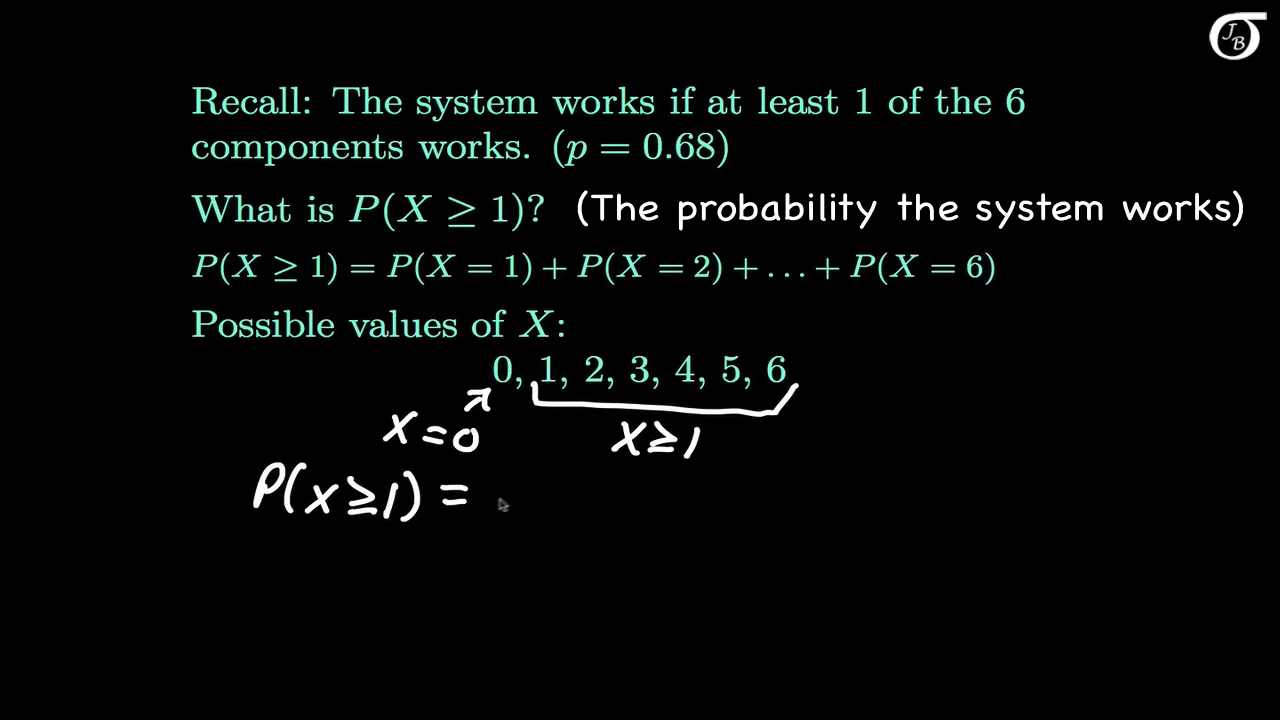 J
B
Recall: The system works if at least 1 of the 6
components works. (p = 0.68)
What is P(X ≥ 1)? (The probability the system works)
P(X ≥ 1) = P(X = 1) + P(X = 2) + ... + P(X = 6)
Possible values of X:
0, 1, 2, 3, 4, 5, 6
X = 0 X ≥ 1
P(X ≥ 1) =